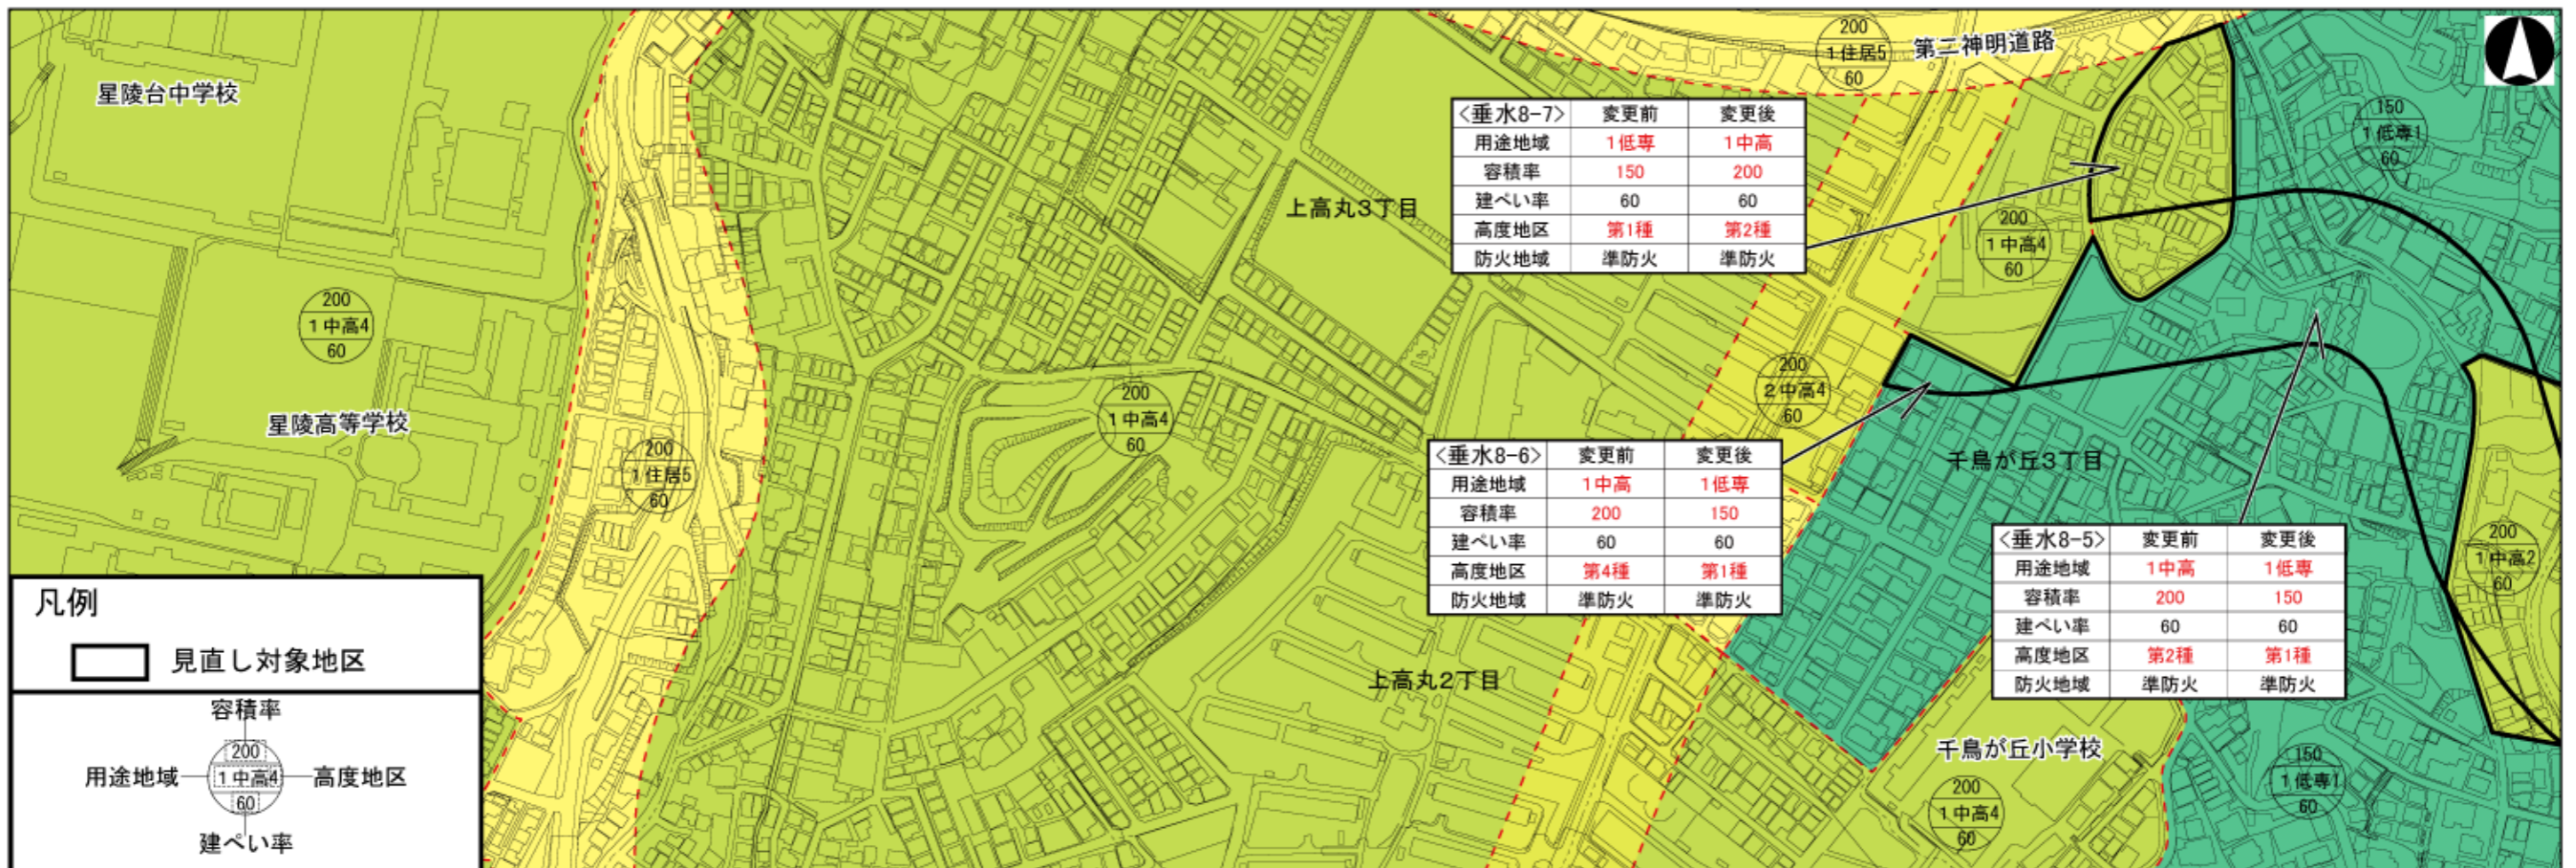 星陵台中学校
星陵高等学校
200
1中高4
60
200
1住居5
60
凡例
見直し対象地区
容積率
200
用途地域 1中高4 高度地区
60
建ぺい率
200
1中高4
60
上高丸3丁目
上高丸2丁目
200
1住居5
60
第二神明道路
<垂水8-7> 変更前 変更後
用途地域 1低専 1中高
容積率 150 200
建ぺい率 60 60
高度地区 第1種 第2種
防火地域 準防火 準防火
200
2中高4
60
200
1中高4
60
150
1低専1
60
<垂水8-6> 変更前 変更後
用途地域 1中高 1低専
容積率 200 150
建ぺい率 60 60
高度地区 第4種 第1種
防火地域 準防火 準防火
千鳥が丘3丁目
<垂水8-5> 変更前 変更後
用途地域 1中高 1低専
容積率 200 150
建ぺい率 60 60
高度地区 第2種 第1種
防火地域 準防火 準防火
200
1中高2
60
千鳥が丘小学校
200
1中高4
60
150
1低専1
60